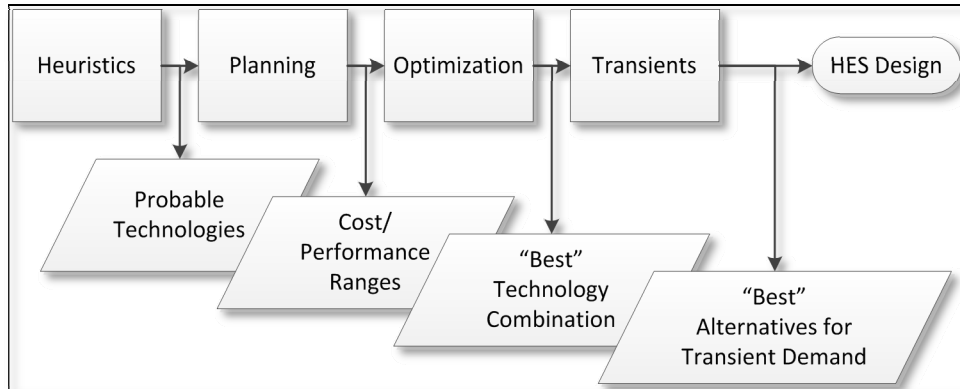 Heuristics
Planning
Optimization
Transients
HES Design
Probable
Technologies
Cost/
Performance
Ranges
“Best”
Technology
Combination
“Best”
Alternatives for
Transient Demand